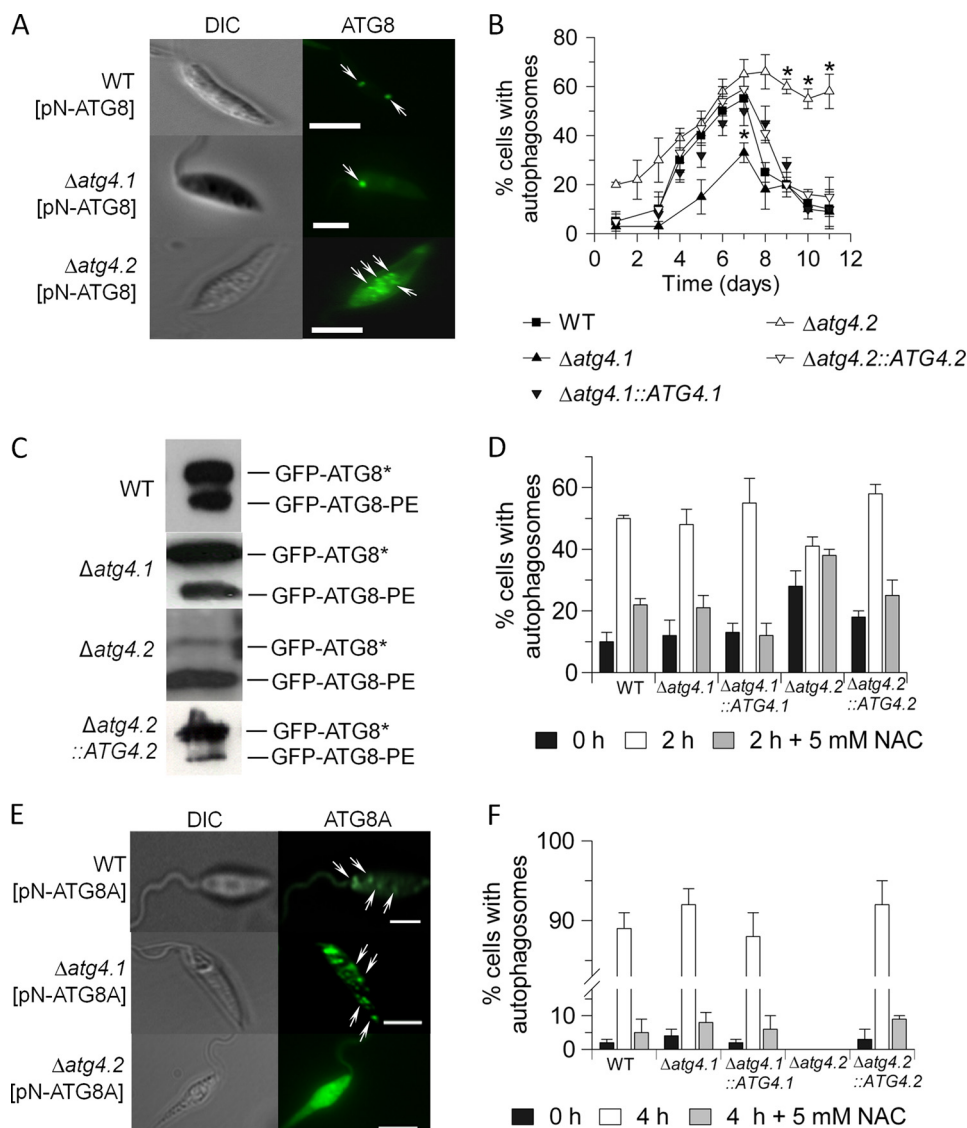 A
DIC
ATG8
WT
[pN-ATG8]
Δatg4.1
[pN-ATG8]
Δatg4.2
[pN-ATG8]
B
% cells with
autophagosomes
80
60
40
20
0
0 2 4 6 8 10 12
Time (days)
*
*
*
*
WT
Δatg4.2
Δatg4.1
Δatg4.2::ATG4.2
Δatg4.1::ATG4.1
C
WT
GFP-ATG8*
GFP-ATG8-PE
Δatg4.1
GFP-ATG8*
GFP-ATG8-PE
Δatg4.2
GFP-ATG8*
GFP-ATG8-PE
Δatg4.2
::ATG4.2
GFP-ATG8*
GFP-ATG8-PE
D
% cells with
autophagosomes
60
40
20
0
WT
Δatg4.1
Δatg4.1
::ATG4.1
Δatg4.2
Δatg4.2
::ATG4.2
0 h 2 h 2 h + 5 mM NAC
E
DIC
ATG8A
WT
[pN-ATG8A]
Δatg4.1
[pN-ATG8A]
Δatg4.2
[pN-ATG8A]
F
% cells with
autophagosomes
100
90
10
0
WT
Δatg4.1
Δatg4.1
::ATG4.1
Δatg4.2
Δatg4.2
::ATG4.2
0 h 4 h 4 h + 5 mM NAC